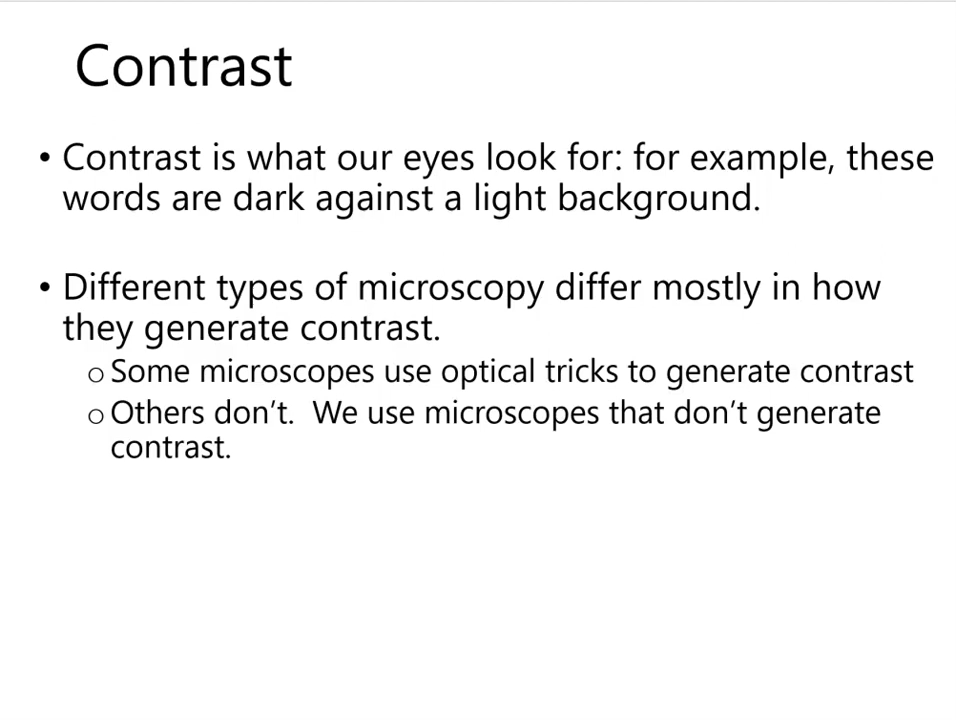 Contrast
• Contrast is what our eyes look for: for example, these
words are dark against a light background.
• Different types of microscopy differ mostly in how
they generate contrast.
o Some microscopes use optical tricks to generate contrast
o Others don’t.  We use microscopes that don’t generate
contrast.